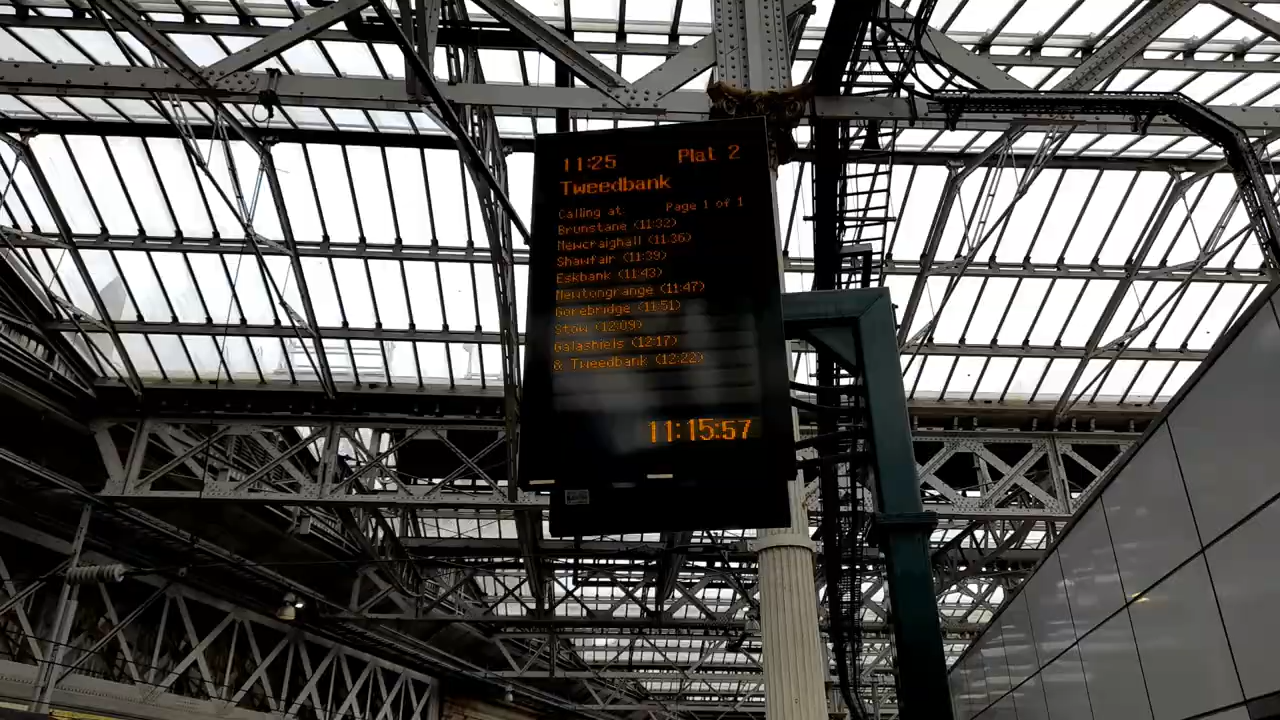 11:25 Plat 2
Tweedbank
Calling at: Page 1 of 1
Brunstane (11:32)
Newcraighall (11:36)
Shawfair (11:39)
Eskbank (11:43)
Newtongrange (11:47)
Gorebridge (11:51)
Stow (12:09)
Galashiels (12:17)
& Tweedbank (12:22)
11:15:57